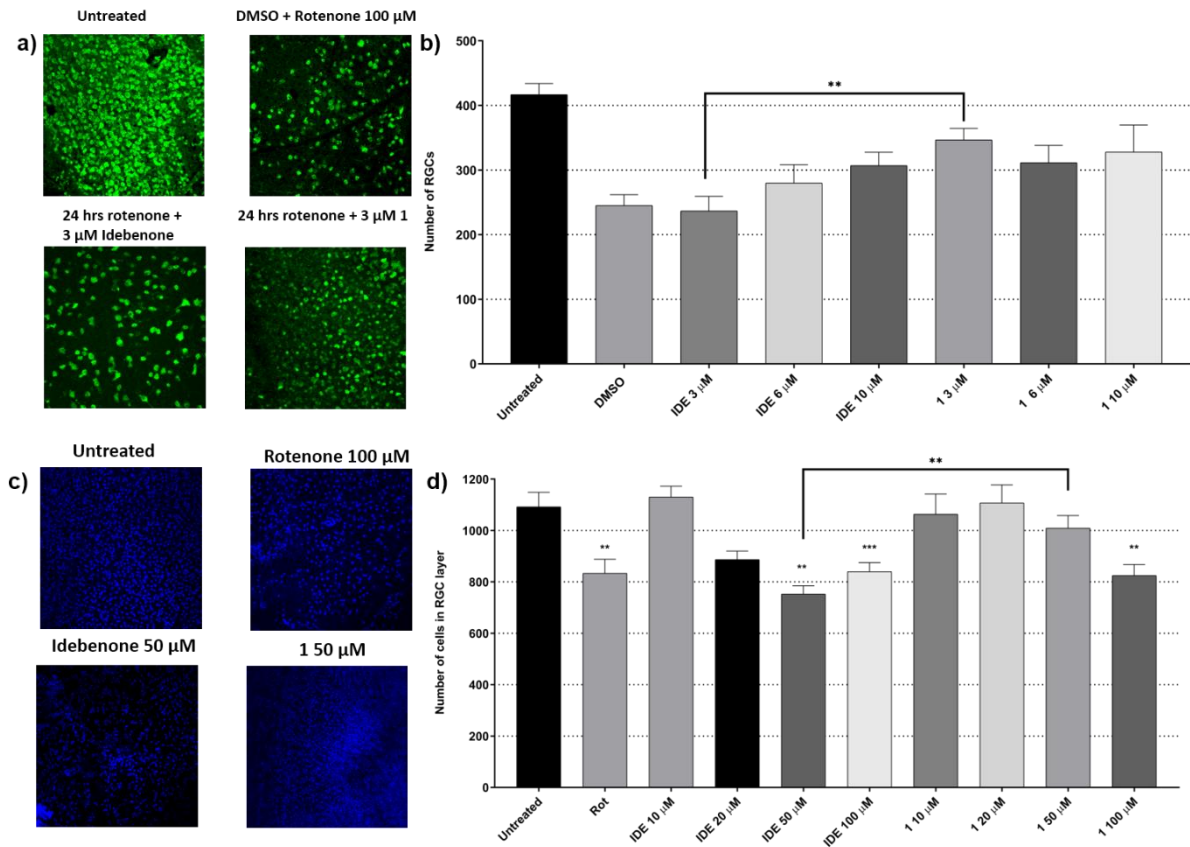 a)
Untreated
DMSO + Rotenone 100 µM
24 hrs rotenone +
3 µM Idebenone
24 hrs rotenone + 3 µM 1
b)
Number of RGCs
500
400
300
200
100
0
**
Untreated
DMSO
IDE 3 µM
IDE 6 µM
IDE 10 µM
1 3 µM
1 6 µM
1 10 µM
c)
Untreated
Rotenone 100 µM
Idebenone 50 µM
1 50 µM
d)
Number of cells in RGC layer
1200
1000
800
600
400
200
0
**
**
**
***
**
Untreated
Rot
IDE 10 µM
IDE 20 µM
IDE 50 µM
IDE 100 µM
1 10 µM
1 20 µM
1 50 µM
1 100 µM